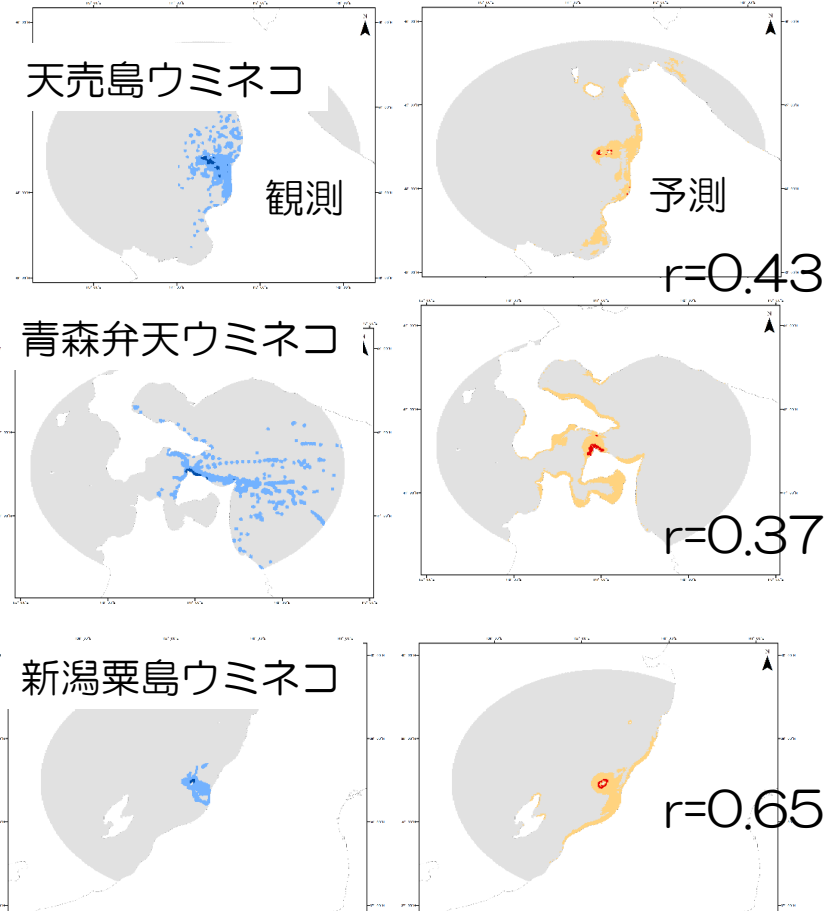 天売島ウミネコ
観測
予測
r=0.43
青森弁天ウミネコ
r=0.37
新潟粟島ウミネコ
r=0.65